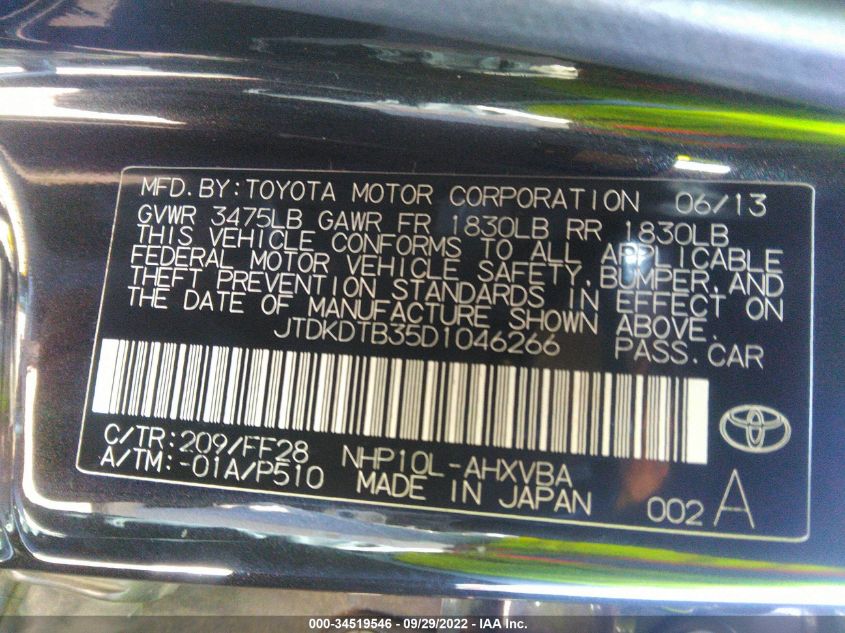 MFD.BY:TOYOTA MOTOR CORPORATION 06/13
GVWR 3475LB GAWR FR 1830LB RR 1830LB
THIS VEHICLE CONFORMS TO ALL APPLICABLE
FEDERAL MOTOR VEHICLE SAFETY,BUMPER,AND
THEFT PREVENTION STANDARDS IN EFFECT ON
THE DATE OF MANUFACTURE SHOWN ABOVE.
JTDKDTB35D1046266 PASS.CAR
C/TR:209/FF28 NHP10L-AHXVBA
A/TM:-01A/P510 MADE IN JAPAN 002 A
000-34519546 / 09/29/2022 - IAA Inc.